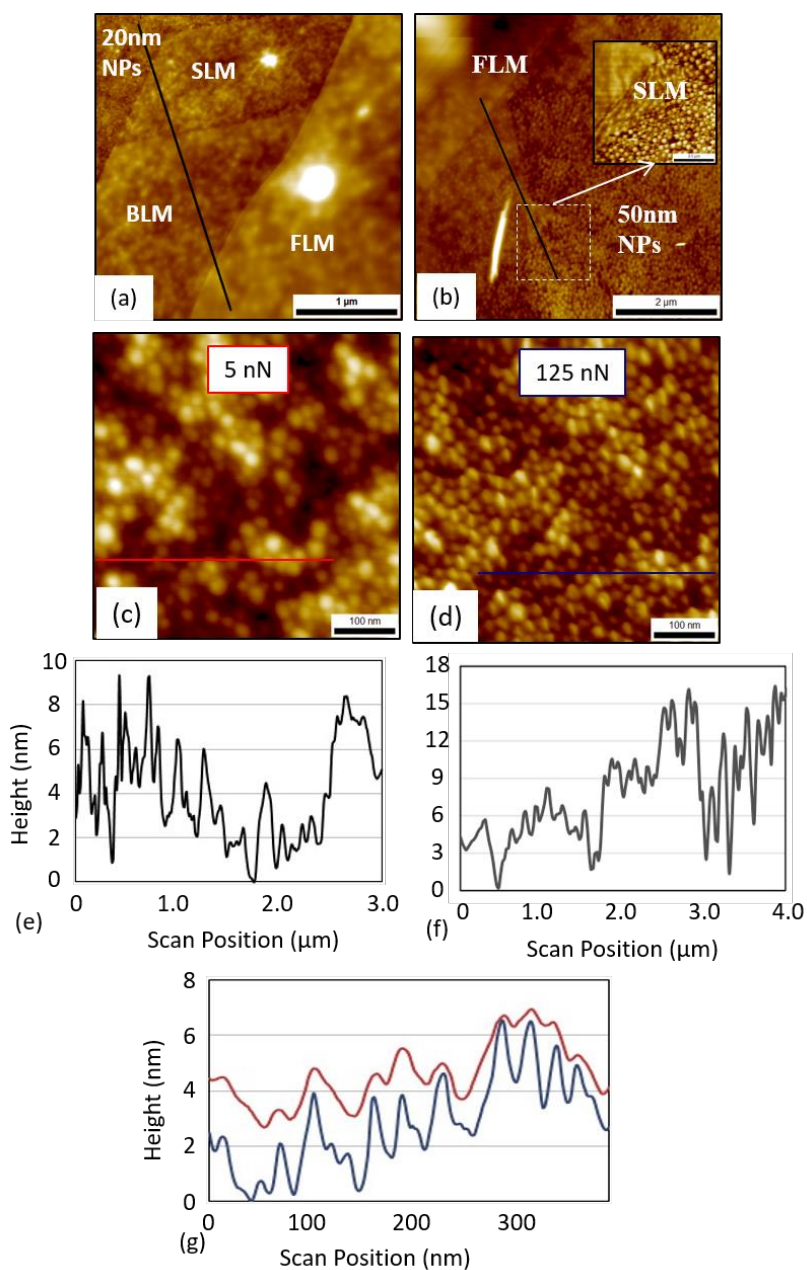 20nm
NPs
SLM
BLM
FLM
(a)
1 µm
FLM
SLM
50nm
NPs
(b)
2 µm
5 nN
(c)
100 nm
125 nN
(d)
100 nm
10
8
6
4
2
0
Height (nm)
0 1.0 2.0 3.0
(e)
Scan Position (µm)
18
15
12
9
6
3
0
0 1.0 2.0 3.0 4.0
(f)
Scan Position (µm)
8
6
4
2
0
Height (nm)
0 100 200 300
(g)
Scan Position (nm)